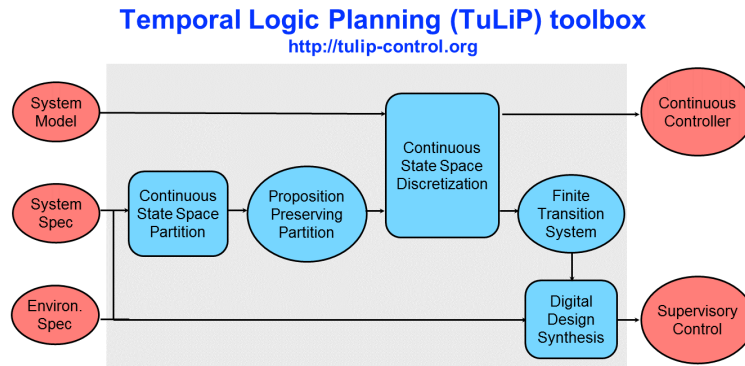 Temporal Logic Planning (TuLiP) toolbox
http://tulip-control.org
System
Model
Continuous
State Space
Discretization
Continuous
Controller
System
Spec
Continuous
State Space
Partition
Proposition
Preserving
Partition
Finite
Transition
System
Environ.
Spec
Digital
Design
Synthesis
Supervisory
Control